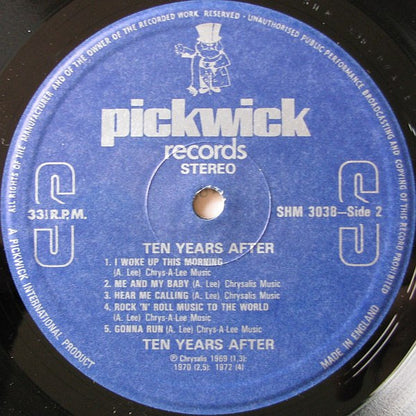 ALL RIGHTS OF THE MANUFACTURER AND OF THE OWNER OF THE RECORDED WORK RESERVED - UNAUTHORISED PUBLIC PERFORMANCE BROADCASTING AND COPYING OF THIS RECORD PROHIBITED
pickwick
records
STEREO
S
S
33⅓ R.P.M.
SHM 3038—Side 2
TEN YEARS AFTER
1. I WOKE UP THIS MORNING
(A. Lee) Chrys-A-Lee Music
2. ME AND MY BABY (A. Lee) Chrysalis Music
3. HEAR ME CALLING (A. Lee) Chrysalis Music
4. ROCK 'N' ROLL MUSIC TO THE WORLD
(A. Lee) Chrys-A-Lee Music
5. GONNA RUN (A. Lee) Chrys-A-Lee Music
TEN YEARS AFTER
℗ Chrysalis 1969 (1,3);
1970 (2,5); 1972 (4)
A PICKWICK INTERNATIONAL PRODUCT
MADE IN ENGLAND